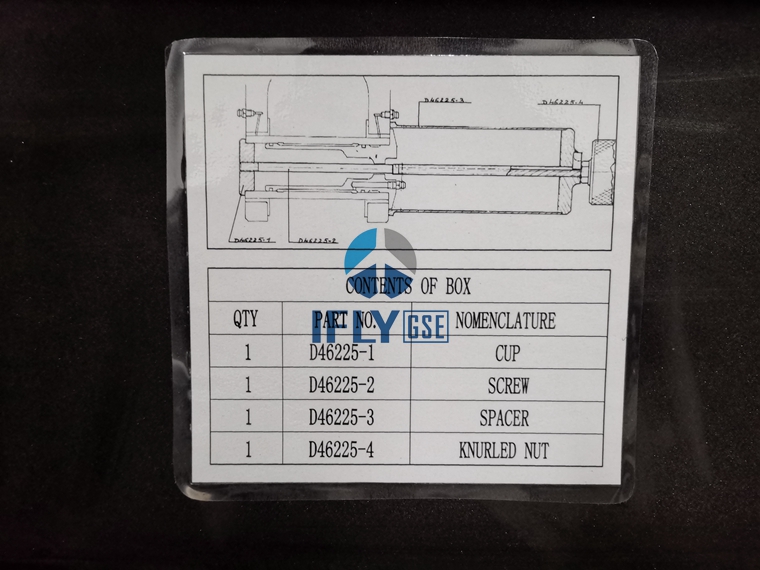 D46225-3 D46225-4
D46225-1 D46225-2
CONTENTS OF BOX
QTY PART NO. NOMENCLATURE
IFLY GSE
1 D46225-1 CUP
1 D46225-2 SCREW
1 D46225-3 SPACER
1 D46225-4 KNURLED NUT